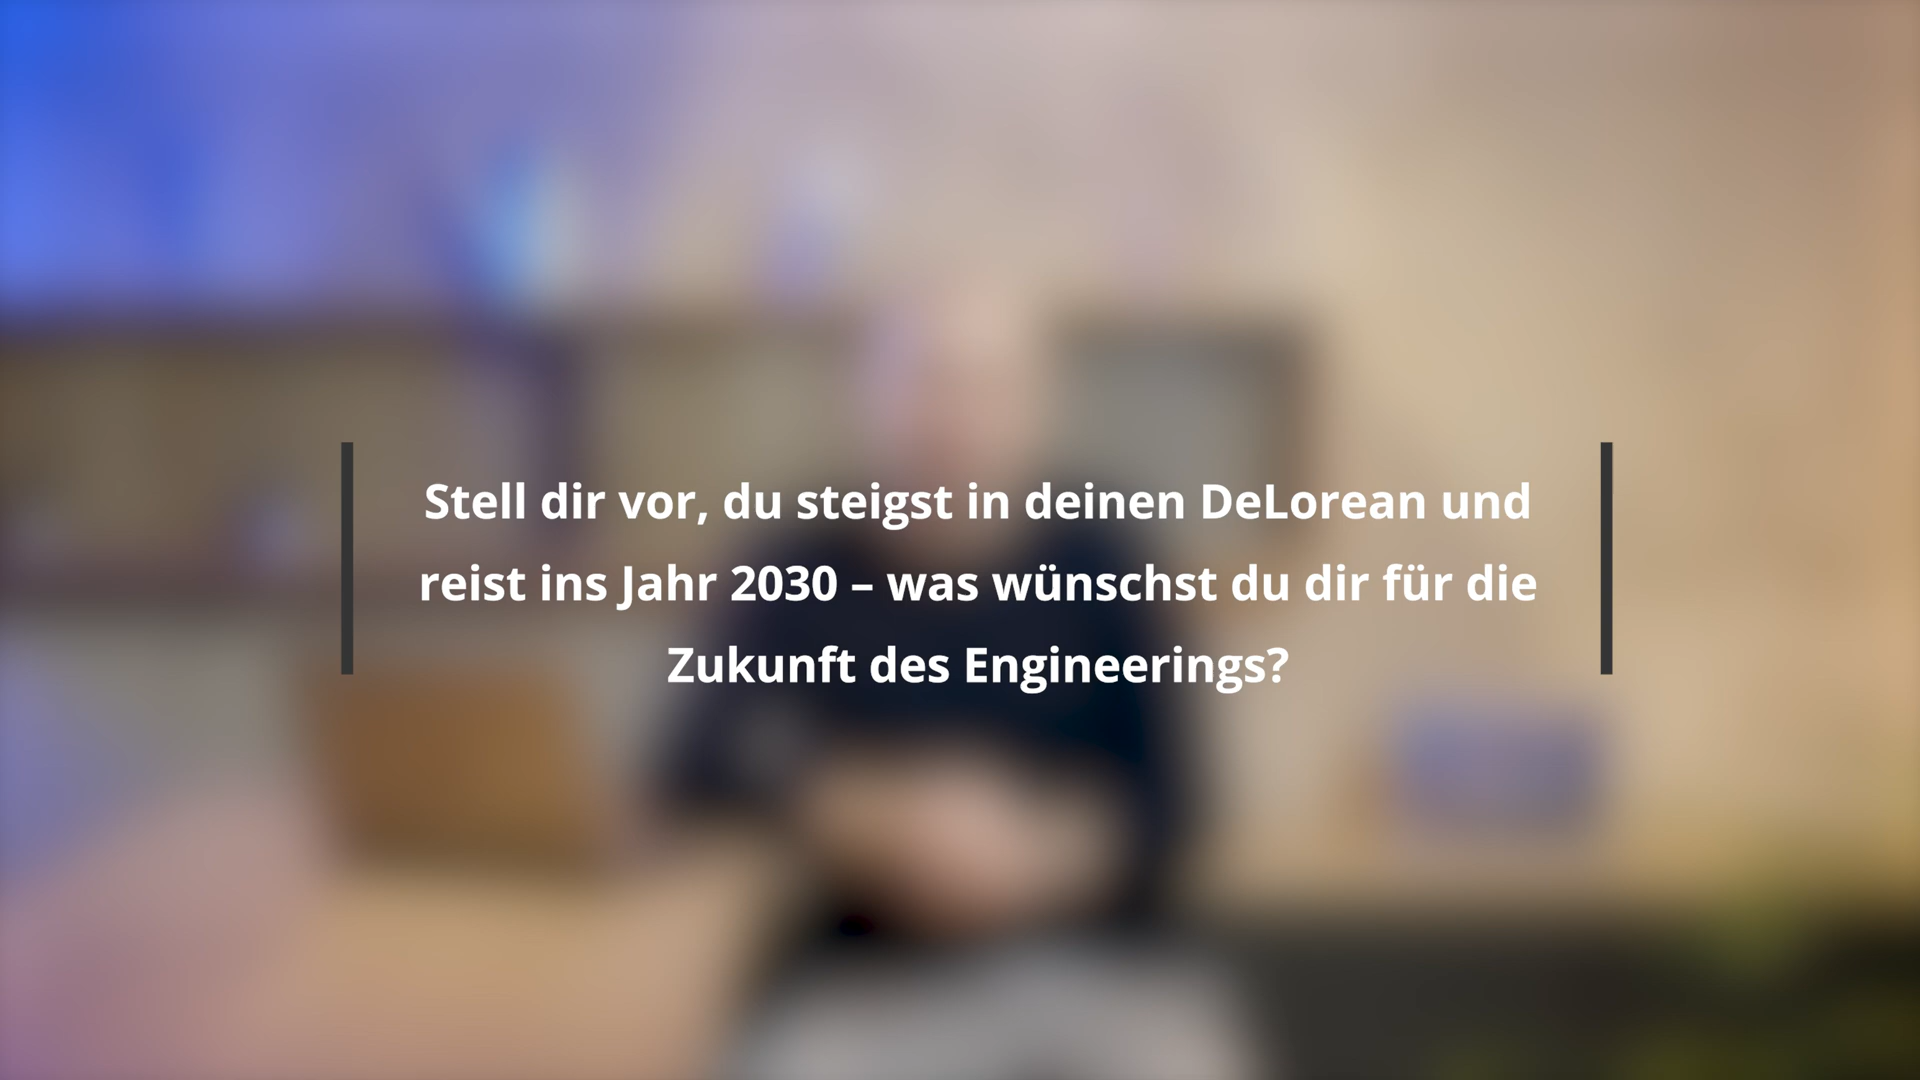 Stell dir vor, du steigst in deinen DeLorean und
reist ins Jahr 2030 – was wünschst du dir für die
Zukunft des Engineerings?